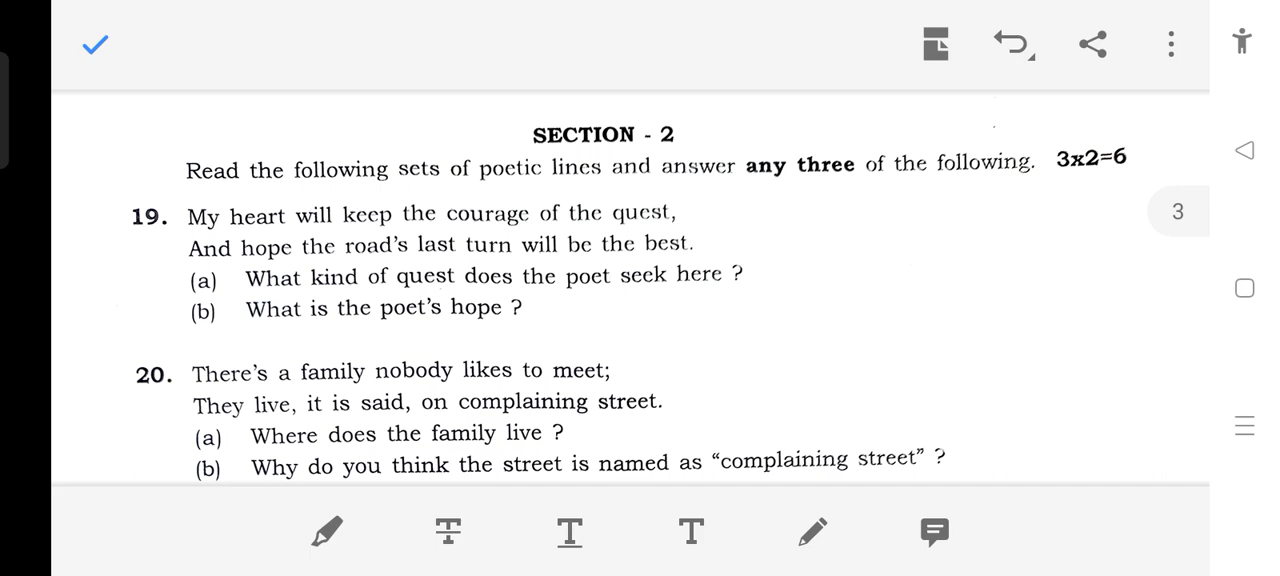 SECTION - 2
Read the following sets of poetic lines and answer any three of the following. 3x2=6
3
19. My heart will keep the courage of the quest,
And hope the road's last turn will be the best.
(a) What kind of quest does the poet seek here ?
(b) What is the poet's hope ?
20. There's a family nobody likes to meet;
They live, it is said, on complaining street.
(a) Where does the family live ?
(b) Why do you think the street is named as "complaining street" ?
T T T